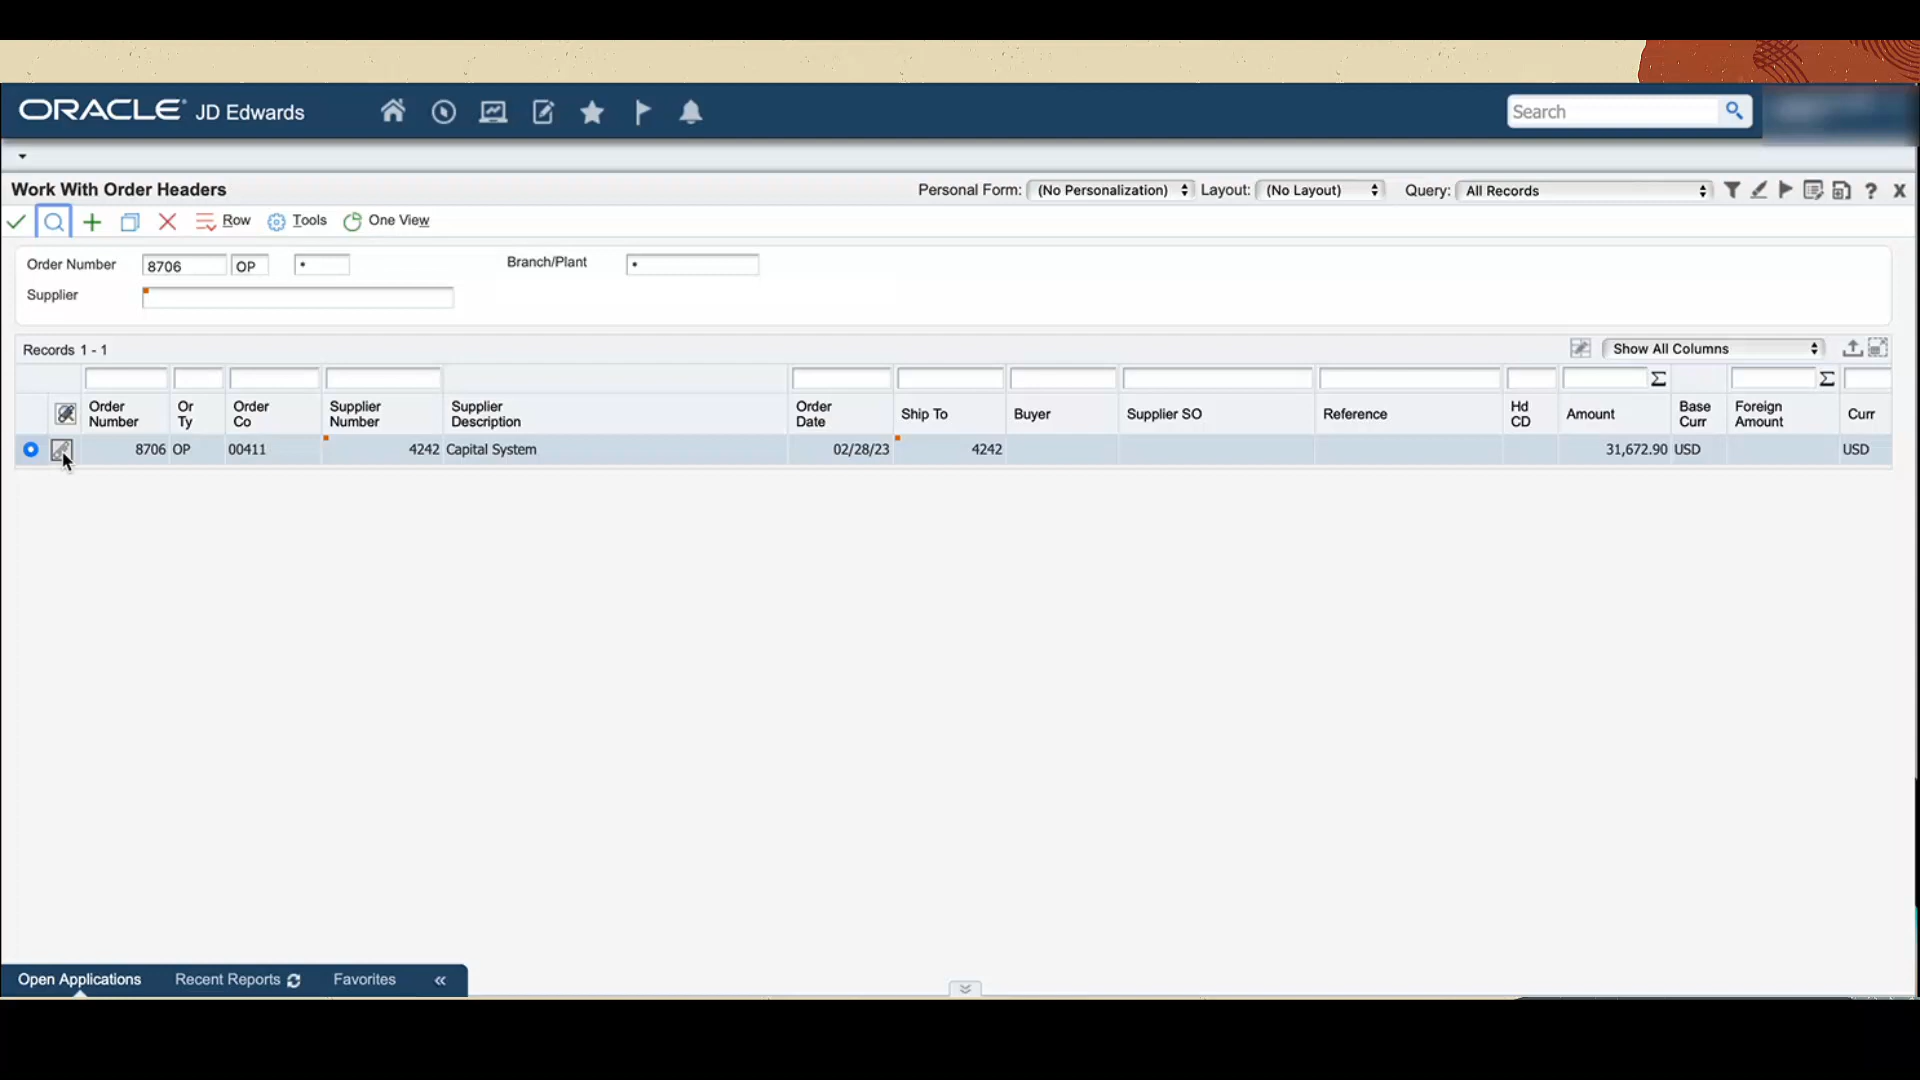 ORACLE JD Edwards
Search
Work With Order Headers
Personal Form: (No Personalization) Layout: (No Layout) Query: All Records
Row Tools One View
Order Number 8706 OP * Branch/Plant *
Supplier
Records 1 - 1
Show All Columns
Order Number Or Ty Order Co Supplier Number Supplier Description Order Date Ship To Buyer Supplier SO Reference Hd CD Amount Base Curr Foreign Amount Curr
8706 OP 00411 4242 Capital System 02/28/23 4242 31,672.90 USD USD
Open Applications Recent Reports Favorites «